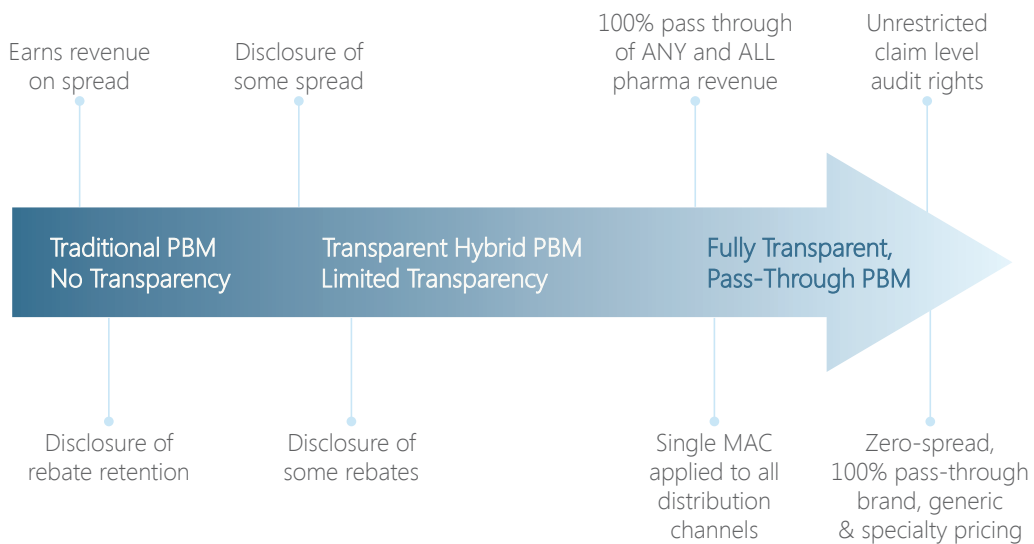 Earns revenue
on spread
Disclosure of
some spread
100% pass through
of ANY and ALL
pharma revenue
Unrestricted
claim level
audit rights
Traditional PBM
No Transparency
Transparent Hybrid PBM
Limited Transparency
Fully Transparent,
Pass-Through PBM
Disclosure of
rebate retention
Disclosure of
some rebates
Single MAC
applied to all
distribution
channels
Zero-spread,
100% pass-through
brand, generic
& specialty pricing